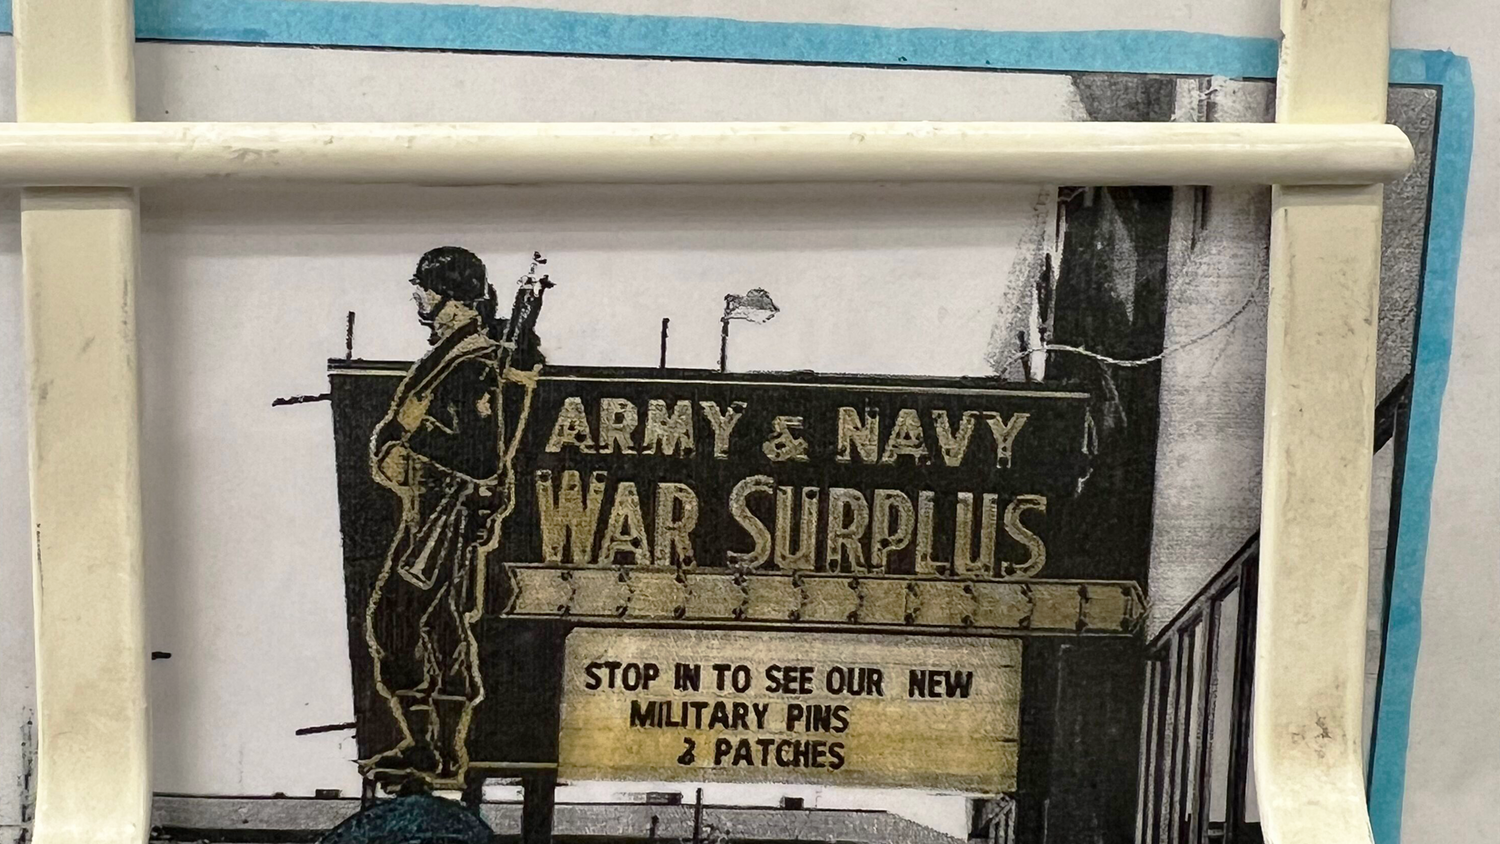 ARMY & NAVY
WAR SURPLUS
STOP IN TO SEE OUR NEW
MILITARY PINS
& PATCHES